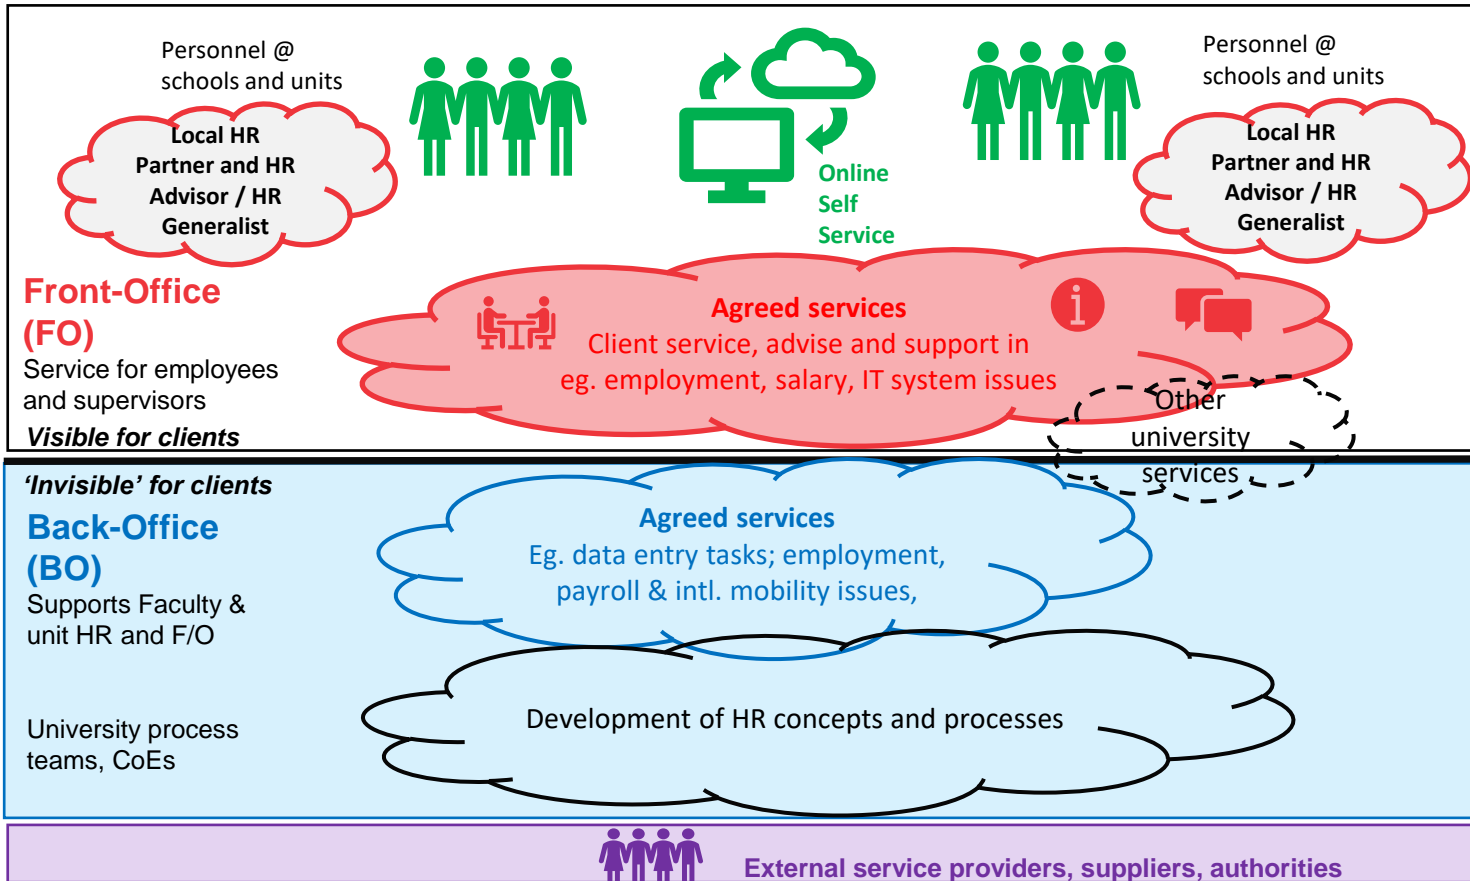 Personnel @
schools and units
Local HR
Partner and HR
Advisor / HR
Generalist
Online
Self
Service
Personnel @
schools and units
Local HR
Partner and HR
Advisor / HR
Generalist
Front-Office
(FO)
Service for employees
and supervisors
Visible for clients
Agreed services
Client service, advise and support in
eg. employment, salary, IT system issues
Other
university
services
‘Invisible’ for clients
Back-Office
(BO)
Supports Faculty &
unit HR and F/O
Agreed services
Eg. data entry tasks; employment,
payroll & intl. mobility issues,
University process
teams, CoEs
Development of HR concepts and processes
External service providers, suppliers, authorities